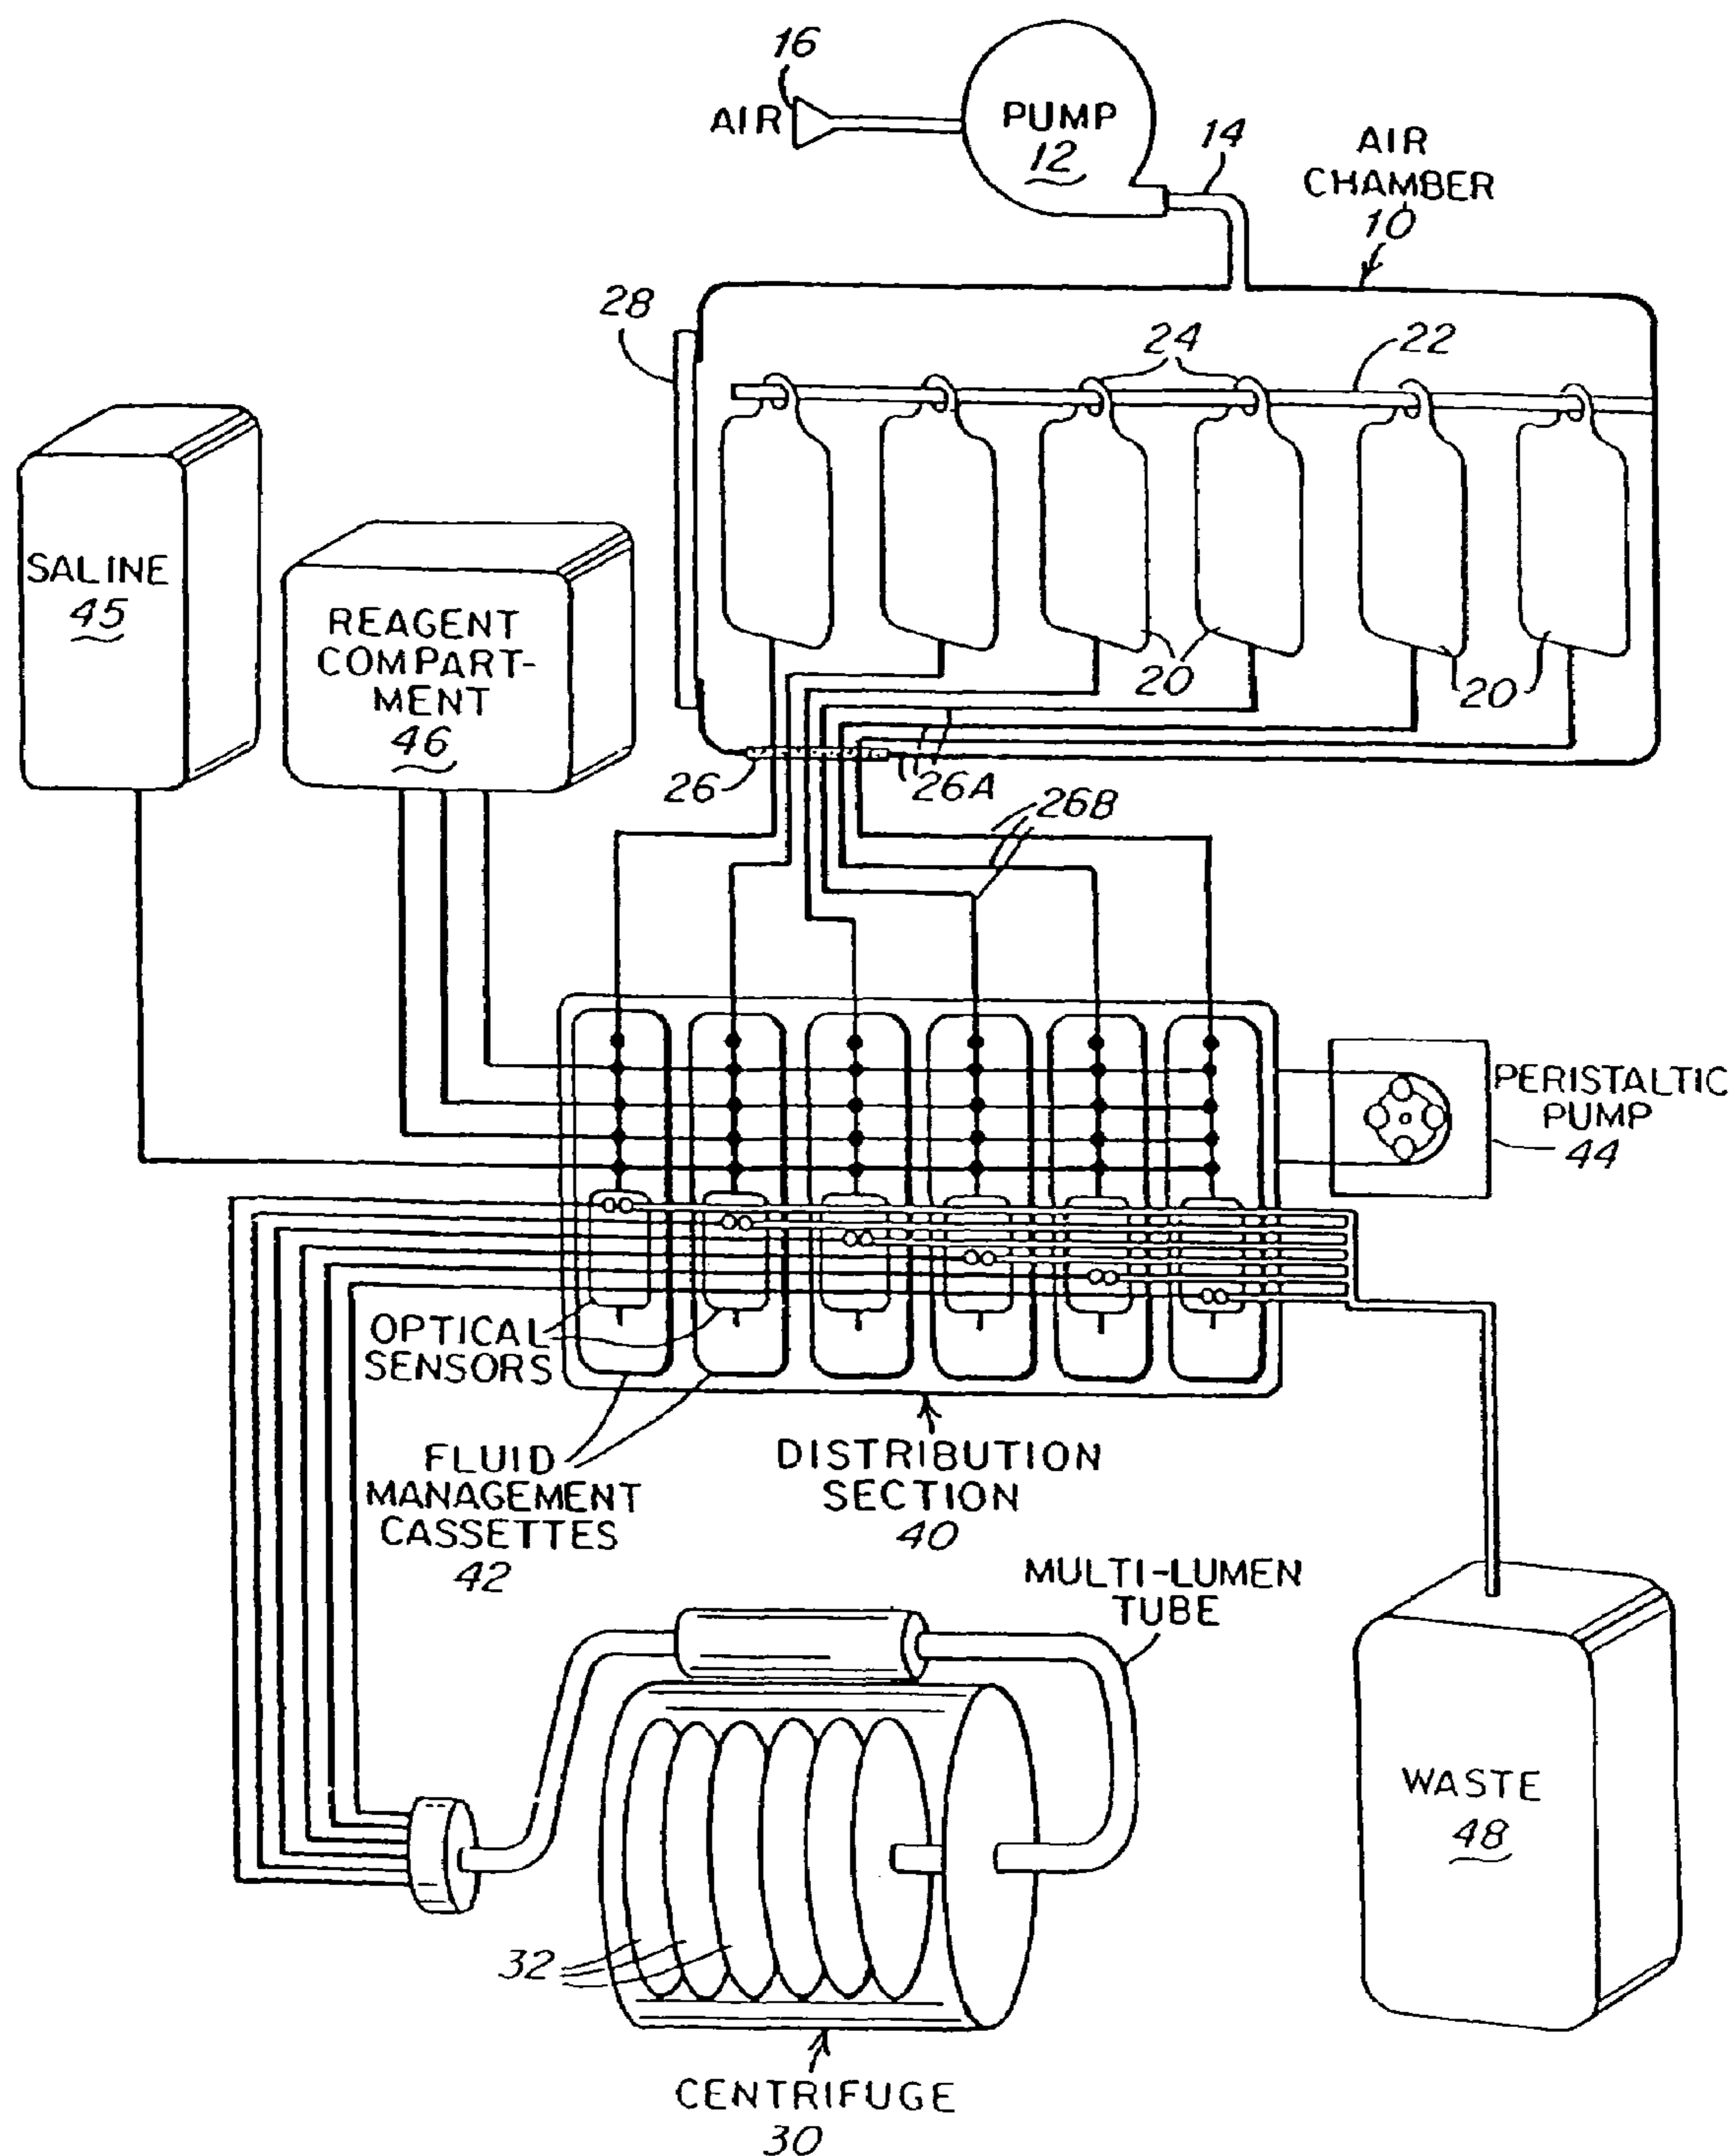 16
AIR
PUMP
12
14
AIR
CHAMBER
10
28
24
22
SALINE
45
REAGENT
COMPART-
MENT
46
20
20
26
26A
26B
PERISTALTIC
PUMP
44
OPTICAL
SENSORS
FLUID
MANAGEMENT
CASSETTES
42
DISTRIBUTION
SECTION
40
MULTI-LUMEN
TUBE
WASTE
48
32
CENTRIFUGE
30